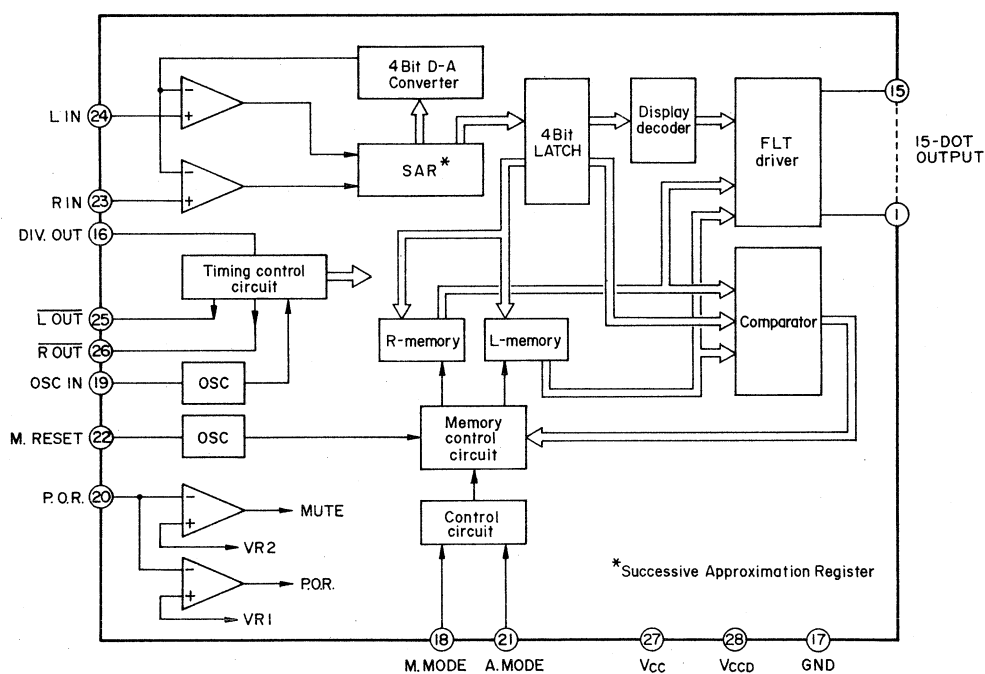 4Bit D-A
Converter
15
L IN
24
-
+
4Bit
LATCH
Display
decoder
FLT
driver
15-DOT
OUTPUT
SAR*
-
+
R IN
23
1
DIV. OUT
16
Timing control
circuit
L OUT
25
R-memory
L-memory
Comparator
R OUT
26
OSC IN
19
OSC
M. RESET
22
OSC
Memory
control
circuit
P.O.R.
20
-
+
MUTE
VR2
Control
circuit
-
+
P.O.R.
VR1
*Successive Approximation Register
18
21
27
28
17
M. MODE
A. MODE
VCC
VCCD
GND